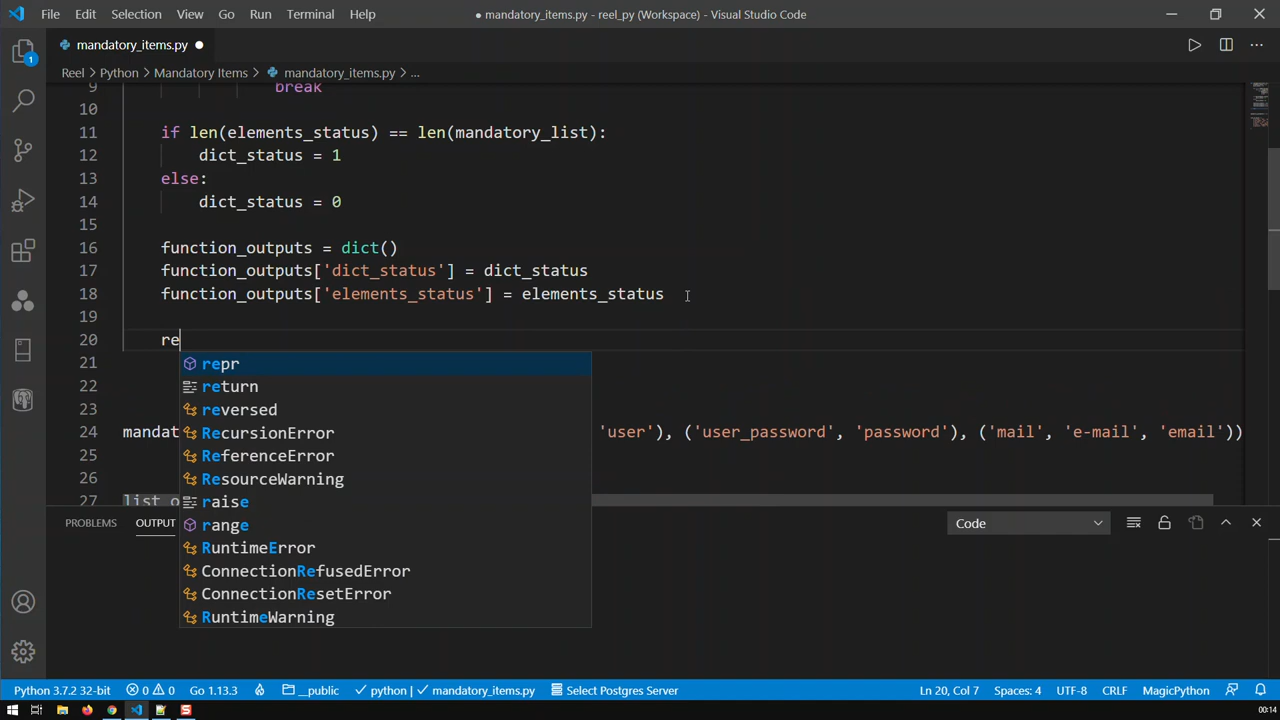 File Edit Selection View Go Run Terminal Help
● mandatory_items.py - reel_py (Workspace) - Visual Studio Code
mandatory_items.py ●
Reel > Python > Mandatory Items > mandatory_items.py > ...
9 break
10
11 if len(elements_status) == len(mandatory_list):
12 dict_status = 1
13 else:
14 dict_status = 0
15
16 function_outputs = dict()
17 function_outputs['dict_status'] = dict_status
18 function_outputs['elements_status'] = elements_status
19
20 re
21
22
23
24 mandat 'user'), ('user_password', 'password'), ('mail', 'e-mail', 'email'))
25
26
27 list_o
repr
return
reversed
RecursionError
ReferenceError
ResourceWarning
raise
range
RuntimeError
ConnectionRefusedError
ConnectionResetError
RuntimeWarning
1
PROBLEMS OUTPUT Code
Python 3.7.2 32-bit 0 0 Go 1.13.3 __public python | mandatory_items.py Select Postgres Server Ln 20, Col 7 Spaces: 4 UTF-8 CRLF MagicPython
00:14